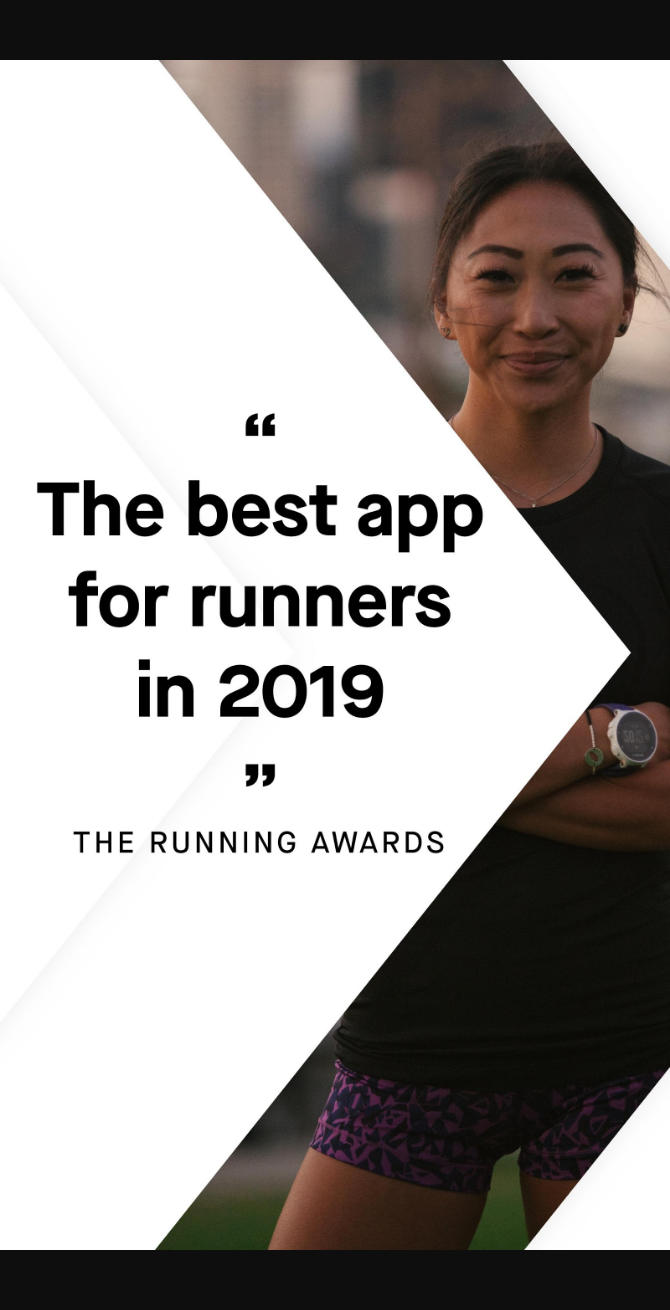 “
The best app
for runners
in 2019
”
THE RUNNING AWARDS